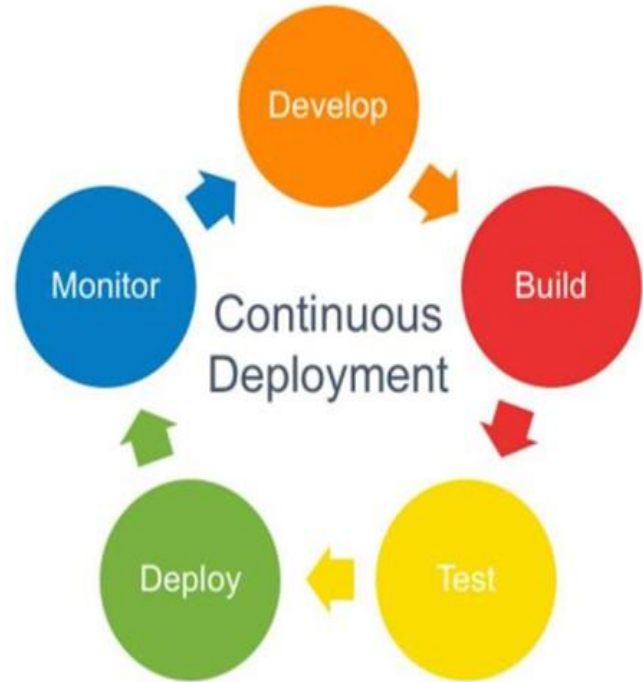 Develop
Monitor
Build
Continuous
Deployment
Deploy
Test